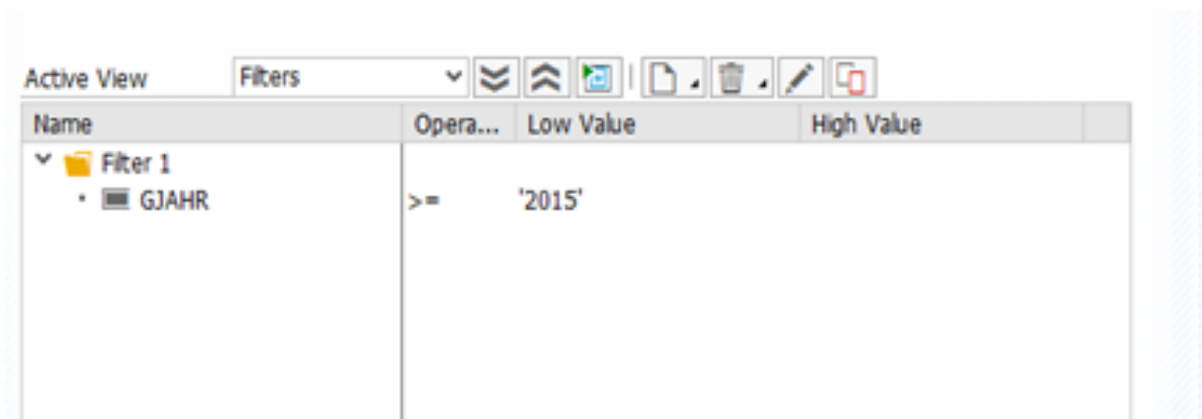 Active View Filters
Name Opera... Low Value High Value
Filter 1
GJAHR >= '2015'